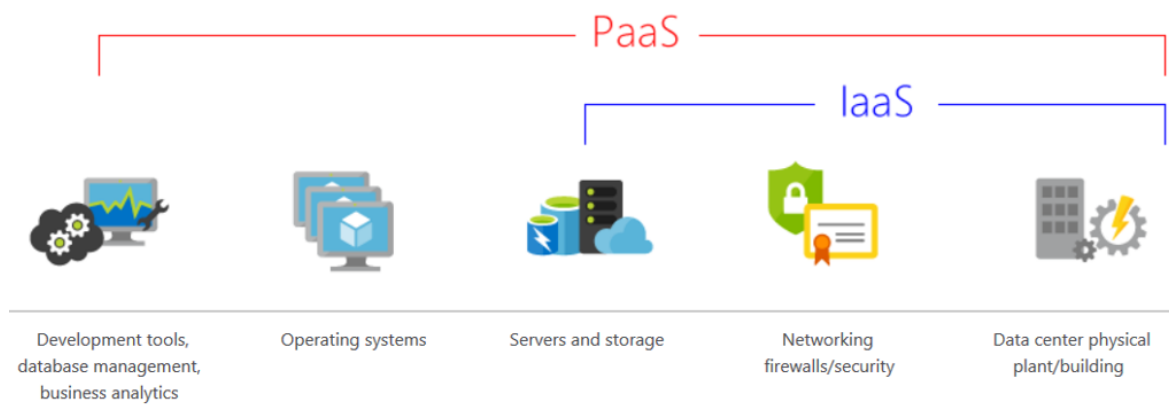 PaaS
IaaS
Development tools,
database management,
business analytics
Operating systems
Servers and storage
Networking
firewalls/security
Data center physical
plant/building